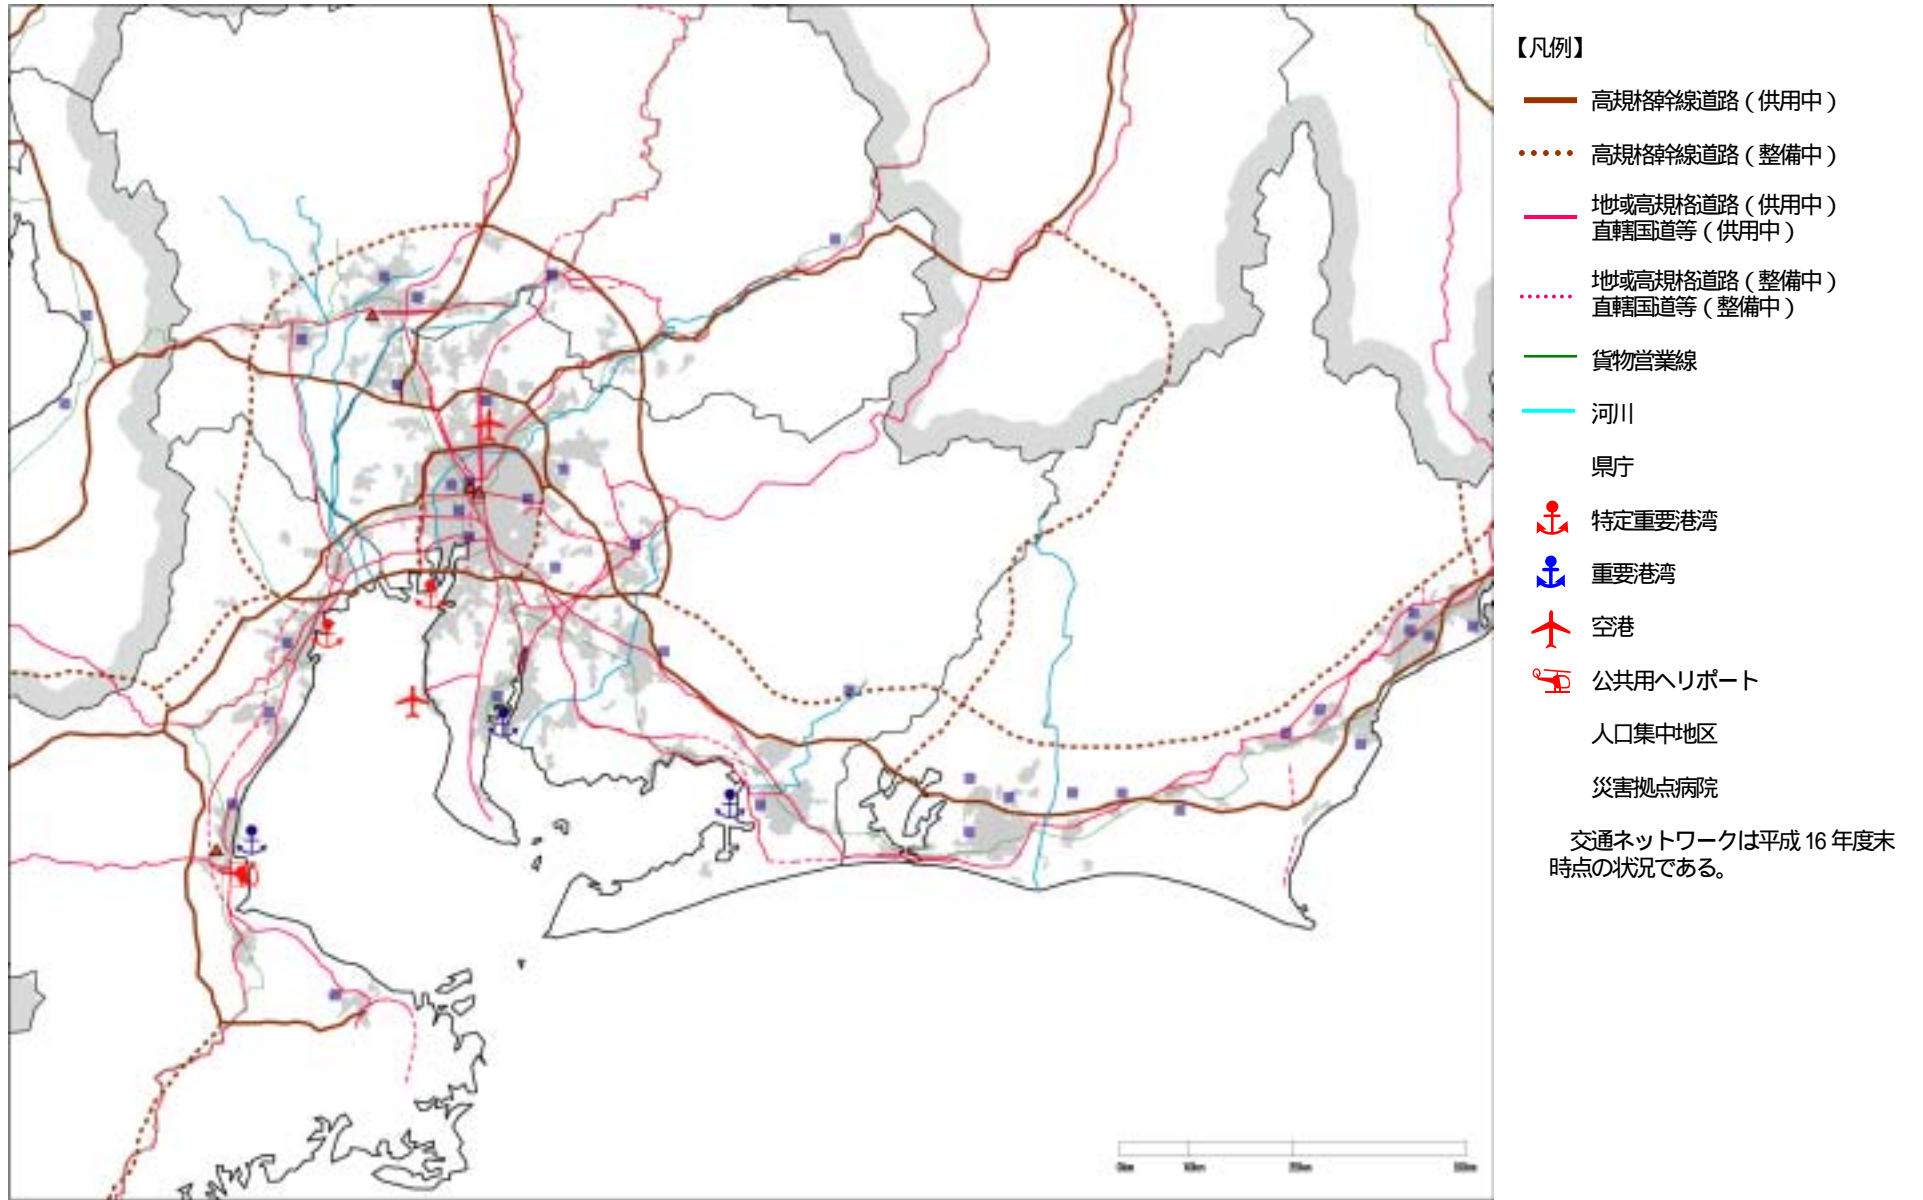 【凡例】
高規格幹線道路（供用中）
高規格幹線道路（整備中）
地域高規格道路（供用中）
直轄国道等（供用中）
地域高規格道路（整備中）
直轄国道等（整備中）
貨物営業線
河川
県庁
特定重要港湾
重要港湾
空港
公共用ヘリポート
人口集中地区
災害拠点病院
交通ネットワークは平成 16 年度末
時点の状況である。